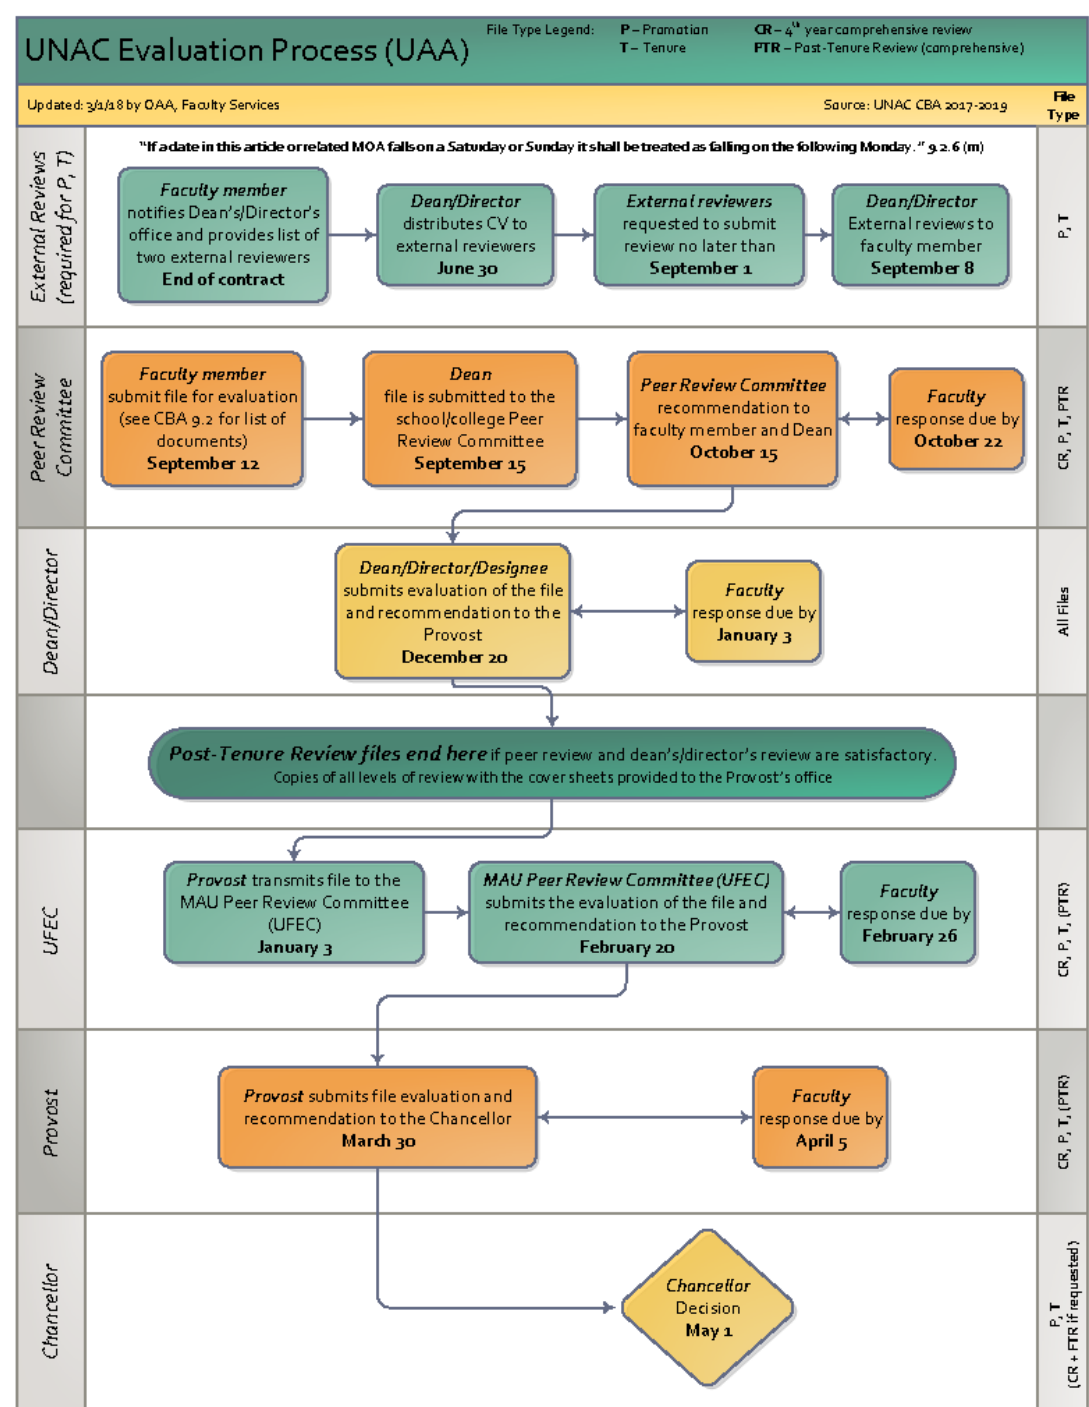 UNAC Evaluation Process (UAA)
File Type Legend:
P – Promotion
T – Tenure
CR – 4th year comprehensive review
PTR – Post-Tenure Review (comprehensive)
Updated: 3/1/18 by OAA, Faculty Services
Source: UNAC CBA 2017-2019
File
Type
External Reviews
(required for P, T)
"If a date in this article or related MOA falls on a Saturday or Sunday it shall be treated as falling on the following Monday." 9.2.6 (m)
Faculty member
notifies Dean's/Director's
office and provides list of
two external reviewers
End of contract
Dean/Director
distributes CV to
external reviewers
June 30
External reviewers
requested to submit
review no later than
September 1
Dean/Director
External reviews to
faculty member
September 8
P, T
Peer Review
Committee
Faculty member
submit file for evaluation
(see CBA 9.2 for list of
documents)
September 12
Dean
file is submitted to the
school/college Peer
Review Committee
September 15
Peer Review Committee
recommendation to
faculty member and Dean
October 15
Faculty
response due by
October 22
CR, P, T, PTR
Dean/Director
Dean/Director/Designee
submits evaluation of the file
and recommendation to the
Provost
December 20
Faculty
response due by
January 3
All Files
Post-Tenure Review files end here if peer review and dean's/director's review are satisfactory.
Copies of all levels of review with the cover sheets provided to the Provost's office
UFEC
Provost transmits file to the
MAU Peer Review Committee
(UFEC)
January 3
MAU Peer Review Committee (UFEC)
submits the evaluation of the file and
recommendation to the Provost
February 20
Faculty
response due by
February 26
CR, P, T, (PTR)
Provost
Provost submits file evaluation and
recommendation to the Chancellor
March 30
Faculty
response due by
April 5
CR, P, T, (PTR)
Chancellor
Chancellor
Decision
May 1
P, T
(CR + PTR if requested)